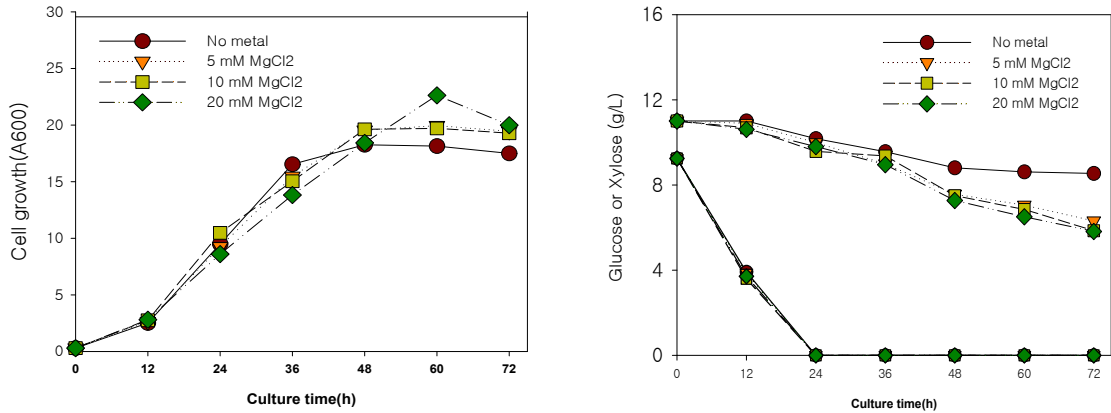 30
25
20
15
10
5
0
Cell growth(A600)
No metal
5 mM MgCl2
10 mM MgCl2
20 mM MgCl2
0 12 24 36 48 60 72
Culture time(h)
16
12
8
4
0
Glucose or Xylose (g/L)
No metal
5 mM MgCl2
10 mM MgCl2
20 mM MgCl2
0 12 24 36 48 60 72
Culture time(h)